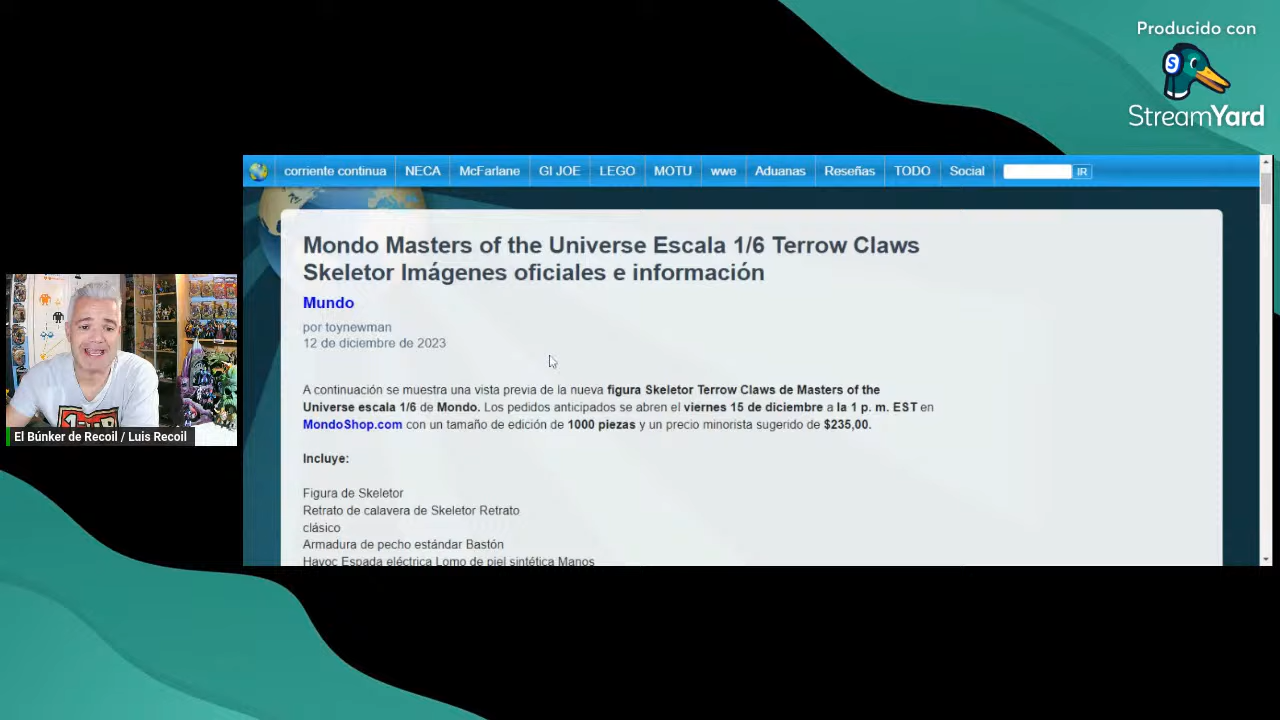 Producido con
StreamYard
corriente continua NECA McFarlane GI JOE LEGO MOTU wwe Aduanas Reseñas TODO Social IR
Mondo Masters of the Universe Escala 1/6 Terrow Claws
Skeletor Imágenes oficiales e información
Mundo
por toynewman
12 de diciembre de 2023
A continuación se muestra una vista previa de la nueva figura Skeletor Terrow Claws de Masters of the
Universe escala 1/6 de Mondo. Los pedidos anticipados se abren el viernes 15 de diciembre a la 1 p. m. EST en
MondoShop.com con un tamaño de edición de 1000 piezas y un precio minorista sugerido de $235,00.
Incluye:
Figura de Skeletor
Retrato de calavera de Skeletor Retrato
clásico
Armadura de pecho estándar Bastón
Havoc Espada eléctrica Lomo de piel sintética Manos
El Búnker de Recoil / Luis Recoil